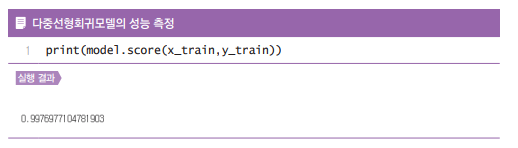 다중선형회귀모델의 성능 측정
1 print(model.score(x_train,y_train))
실행 결과
0.9976977104781903